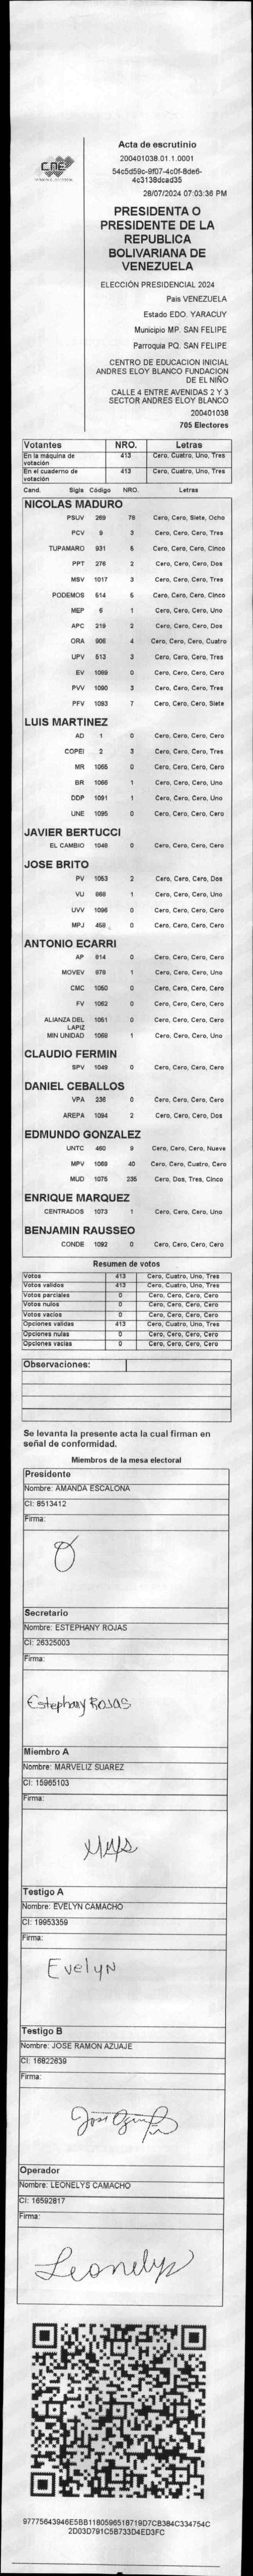 CNE
Acta de escrutinio
200401038.01.1.0001
54c5d59c-9f07-4c0f-8de6-
4c3138dcad35
28/07/2024 07:03:36 PM
PRESIDENTA O
PRESIDENTE DE LA
REPUBLICA
BOLIVARIANA DE
VENEZUELA
ELECCIÓN PRESIDENCIAL 2024
Pais VENEZUELA
Estado EDO. YARACUY
Municipio MP. SAN FELIPE
Parroquia PQ. SAN FELIPE
CENTRO DE EDUCACION INICIAL
ANDRES ELOY BLANCO FUNDACION
DE EL NIÑO
CALLE 4 ENTRE AVENIDAS 2 Y 3
SECTOR ANDRES ELOY BLANCO
200401038
705 Electores
Votantes NRO. Letras
En la máquina de votación 413 Cero, Cuatro, Uno, Tres
En el cuaderno de votación 413 Cero, Cuatro, Uno, Tres
Cand. Sigla Código NRO. Letras
NICOLAS MADURO
PSUV 269 78 Cero, Cero, Siete, Ocho
PCV 9 3 Cero, Cero, Cero, Tres
TUPAMARO 931 5 Cero, Cero, Cero, Cinco
PPT 276 2 Cero, Cero, Cero, Dos
MSV 1017 3 Cero, Cero, Cero, Tres
PODEMOS 514 5 Cero, Cero, Cero, Cinco
MEP 6 1 Cero, Cero, Cero, Uno
APC 219 2 Cero, Cero, Cero, Dos
ORA 906 4 Cero, Cero, Cero, Cuatro
UPV 513 3 Cero, Cero, Cero, Tres
EV 1089 0 Cero, Cero, Cero, Cero
PVV 1090 3 Cero, Cero, Cero, Tres
PFV 1093 7 Cero, Cero, Cero, Siete
LUIS MARTINEZ
AD 1 0 Cero, Cero, Cero, Cero
COPEI 2 3 Cero, Cero, Cero, Tres
MR 1065 0 Cero, Cero, Cero, Cero
BR 1066 1 Cero, Cero, Cero, Uno
DDP 1091 1 Cero, Cero, Cero, Uno
UNE 1095 0 Cero, Cero, Cero, Cero
JAVIER BERTUCCI
EL CAMBIO 1048 0 Cero, Cero, Cero, Cero
JOSE BRITO
PV 1053 2 Cero, Cero, Cero, Dos
VU 868 1 Cero, Cero, Cero, Uno
UVV 1096 0 Cero, Cero, Cero, Cero
MPJ 458 0 Cero, Cero, Cero, Cero
ANTONIO ECARRI
AP 814 0 Cero, Cero, Cero, Cero
MOVEV 879 1 Cero, Cero, Cero, Uno
CMC 1050 0 Cero, Cero, Cero, Cero
FV 1062 0 Cero, Cero, Cero, Cero
ALIANZA DEL LAPIZ 1051 0 Cero, Cero, Cero, Cero
MIN UNIDAD 1068 1 Cero, Cero, Cero, Uno
CLAUDIO FERMIN
SPV 1049 0 Cero, Cero, Cero, Cero
DANIEL CEBALLOS
VPA 236 0 Cero, Cero, Cero, Cero
AREPA 1094 2 Cero, Cero, Cero, Dos
EDMUNDO GONZALEZ
UNTC 460 9 Cero, Cero, Cero, Nueve
MPV 1069 40 Cero, Cero, Cuatro, Cero
MUD 1075 235 Cero, Dos, Tres, Cinco
ENRIQUE MARQUEZ
CENTRADOS 1073 1 Cero, Cero, Cero, Uno
BENJAMIN RAUSSEO
CONDE 1092 0 Cero, Cero, Cero, Cero
Resumen de votos
Votos 413 Cero, Cuatro, Uno, Tres
Votos validos 413 Cero, Cuatro, Uno, Tres
Votos parciales 0 Cero, Cero, Cero, Cero
Votos nulos 0 Cero, Cero, Cero, Cero
Votos vacios 0 Cero, Cero, Cero, Cero
Opciones validas 413 Cero, Cuatro, Uno, Tres
Opciones nulas 0 Cero, Cero, Cero, Cero
Opciones vacias 0 Cero, Cero, Cero, Cero
Observaciones:
Se levanta la presente acta la cual firman en
señal de conformidad.
Miembros de la mesa electoral
Presidente
Nombre: AMANDA ESCALONA
CI: 8513412
Firma:
Secretario
Nombre: ESTEPHANY ROJAS
CI: 26325003
Firma:
Estephany Rojas
Miembro A
Nombre: MARVELIZ SUAREZ
CI: 15965103
Firma:
Testigo A
Nombre: EVELYN CAMACHO
CI: 19953359
Firma:
Evelyn
Testigo B
Nombre: JOSE RAMON AZUAJE
CI: 16822639
Firma:
Operador
Nombre: LEONELYS CAMACHO
CI: 16592817
Firma:
Leonelys
97775643946E5BB1180596518719D7CB384C334754C
2D03D791C5B733D4ED3FC